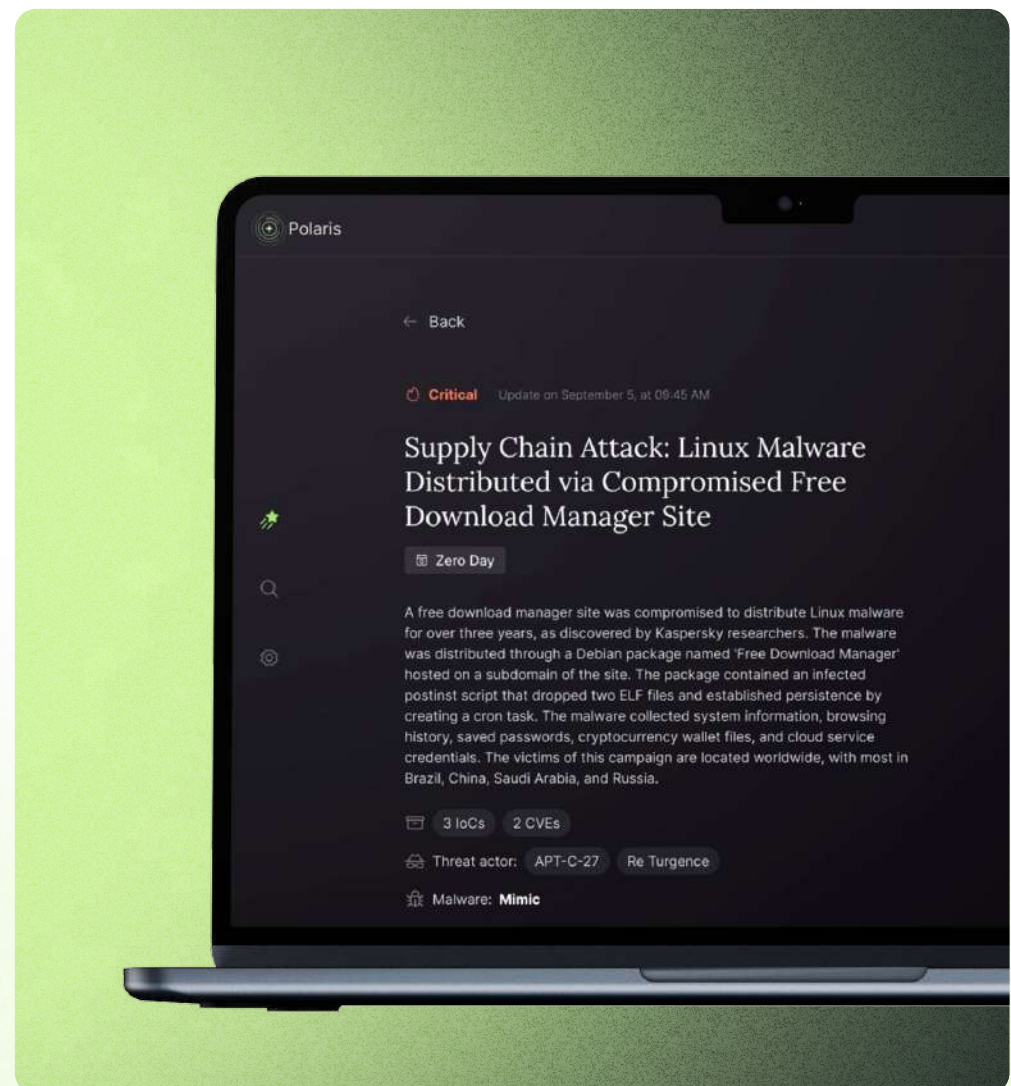 Polaris
Back
Critical Update on September 5, at 09:45 AM
Supply Chain Attack: Linux Malware
Distributed via Compromised Free
Download Manager Site
Zero Day
A free download manager site was compromised to distribute Linux malware
for over three years, as discovered by Kaspersky researchers. The malware
was distributed through a Debian package named 'Free Download Manager'
hosted on a subdomain of the site. The package contained an infected
postinst script that dropped two ELF files and established persistence by
creating a cron task. The malware collected system information, browsing
history, saved passwords, cryptocurrency wallet files, and cloud service
credentials. The victims of this campaign are located worldwide, with most in
Brazil, China, Saudi Arabia, and Russia.
3 IoCs 2 CVEs
Threat actor: APT-C-27 Re Turgence
Malware: Mimic